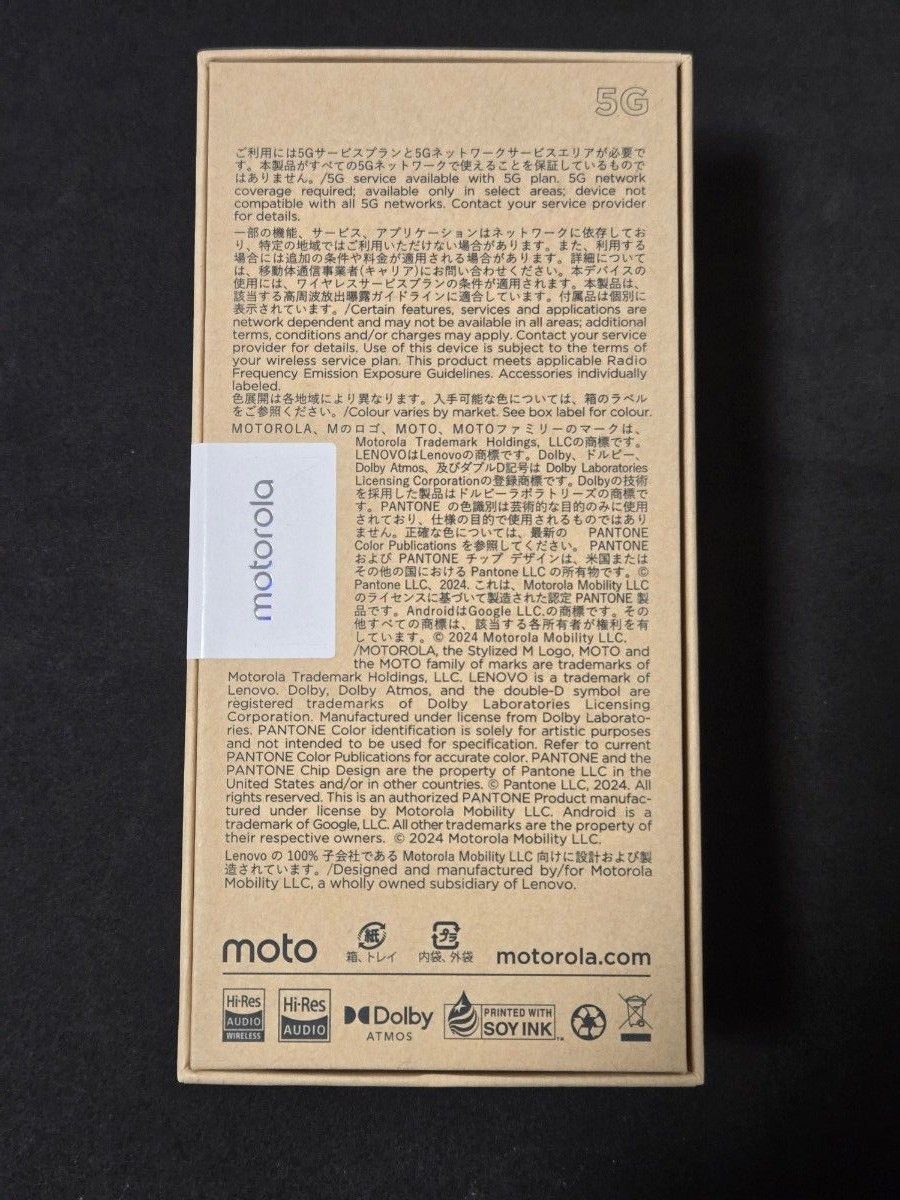 5G
ご利用には5Gサービスプランと5Gネットワークサービスエリアが必要で
す。本製品がすべての5Gネットワークで使えることを保証しているもので
はありません。/5G service available with 5G plan. 5G network
coverage required; available only in select areas; device not
compatible with all 5G networks. Contact your service provider
for details.
一部の機能、サービス、アプリケーションはネットワークに依存してお
り、特定の地域ではご利用いただけない場合があります。また、利用する
場合には追加の条件や料金が適用される場合があります。詳細について
は、移動体通信事業者(キャリア)にお問い合わせください。本デバイスの
使用には、ワイヤレスサービスプランの条件が適用されます。本製品は、
該当する高周波放出曝露ガイドラインに適合しています。付属品は個別に
表示されています。/Certain features, services and applications are
network dependent and may not be available in all areas; additional
terms, conditions and/or charges may apply. Contact your service
provider for details. Use of this device is subject to the terms of
your wireless service plan. This product meets applicable Radio
Frequency Emission Exposure Guidelines. Accessories individually
labeled.
色展開は各地域により異なります。入手可能な色については、箱のラベル
をご参照ください。/Colour varies by market. See box label for colour.
MOTOROLA、Mのロゴ、MOTO、MOTOファミリーのマークは、
Motorola Trademark Holdings, LLCの商標です。
LENOVOはLenovoの商標です。Dolby、ドルビー、
Dolby Atmos、及びダブルD記号は Dolby Laboratories
Licensing Corporationの登録商標です。Dolbyの技術
を採用した製品はドルビーラボラトリーズの商標で
す。PANTONE の色識別は芸術的な目的のみに使用
されており、仕様の目的で使用されるものではあり
ません。正確な色については、最新の PANTONE
Color Publications を参照してください。 PANTONE
および PANTONE チップ デザインは、米国または
その他の国における Pantone LLC の所有物です。©
Pantone LLC、2024. これは、Motorola Mobility LLC
のライセンスに基づいて製造された認定 PANTONE 製
品です。AndroidはGoogle LLC.の商標です。その
他すべての商標は、該当する各所有者が権利を有
しています。© 2024 Motorola Mobility LLC.
/MOTOROLA, the Stylized M Logo, MOTO and
the MOTO family of marks are trademarks of
Motorola Trademark Holdings, LLC. LENOVO is a trademark of
Lenovo. Dolby, Dolby Atmos, and the double-D symbol are
registered trademarks of Dolby Laboratories Licensing
Corporation. Manufactured under license from Dolby Laborato-
ries. PANTONE Color identification is solely for artistic purposes
and not intended to be used for specification. Refer to current
PANTONE Color Publications for accurate color. PANTONE and the
PANTONE Chip Design are the property of Pantone LLC in the
United States and/or in other countries. © Pantone LLC, 2024. All
rights reserved. This is an authorized PANTONE Product manufac-
tured under license by Motorola Mobility LLC. Android is a
trademark of Google, LLC. All other trademarks are the property of
their respective owners. © 2024 Motorola Mobility LLC.
motorola
Lenovo の 100% 子会社である Motorola Mobility LLC 向けに設計および製
造されています。/Designed and manufactured by/for Motorola
Mobility LLC, a wholly owned subsidiary of Lenovo.
moto
紙
箱、トレイ
プラ
内袋、外袋
motorola.com
Hi-Res
AUDIO
WIRELESS
Hi-Res
AUDIO
Dolby
ATMOS
PRINTED WITH
SOY INK™